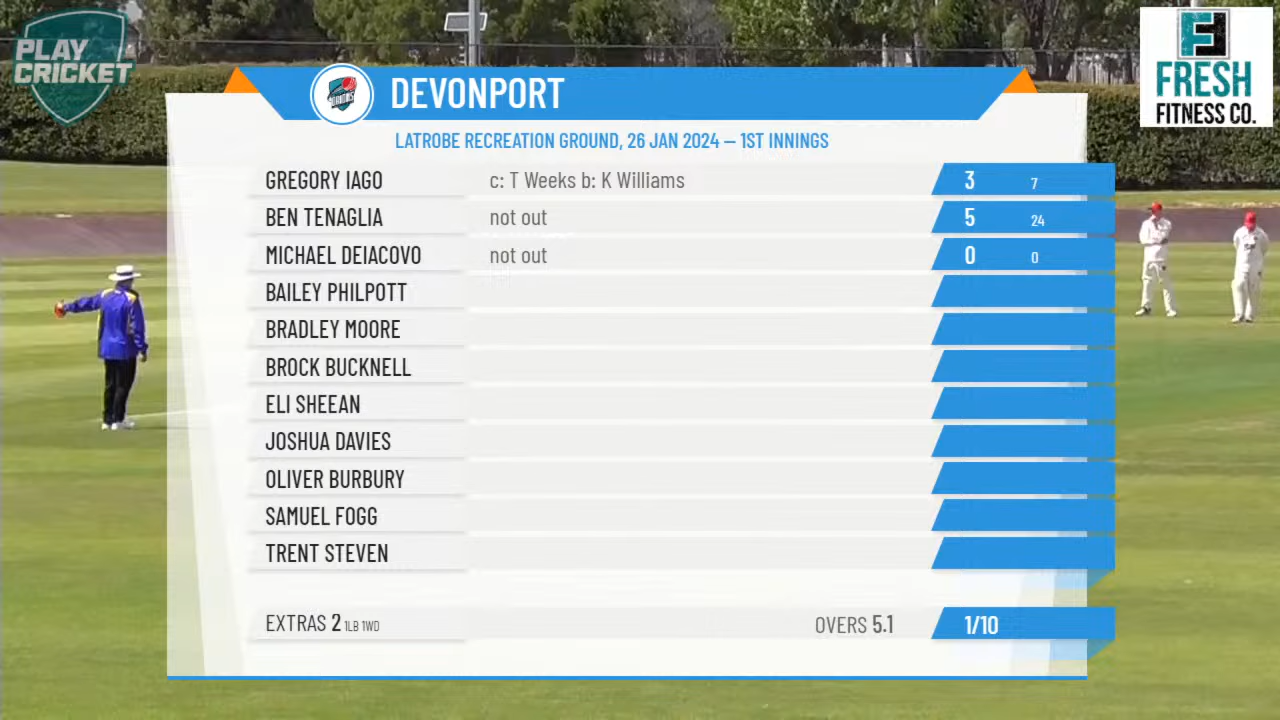 PLAY
CRICKET
DEVONPORT
FRESH
FITNESS CO.
LATROBE RECREATION GROUND, 26 JAN 2024 – 1ST INNINGS
GREGORY IAGO c: T Weeks b: K Williams 3 7
BEN TENAGLIA not out 5 24
MICHAEL DEIACOVO not out 0 0
BAILEY PHILPOTT
BRADLEY MOORE
BROCK BUCKNELL
ELI SHEEAN
JOSHUA DAVIES
OLIVER BURBURY
SAMUEL FOGG
TRENT STEVEN
EXTRAS 2 1LB 1WD OVERS 5.1 1/10